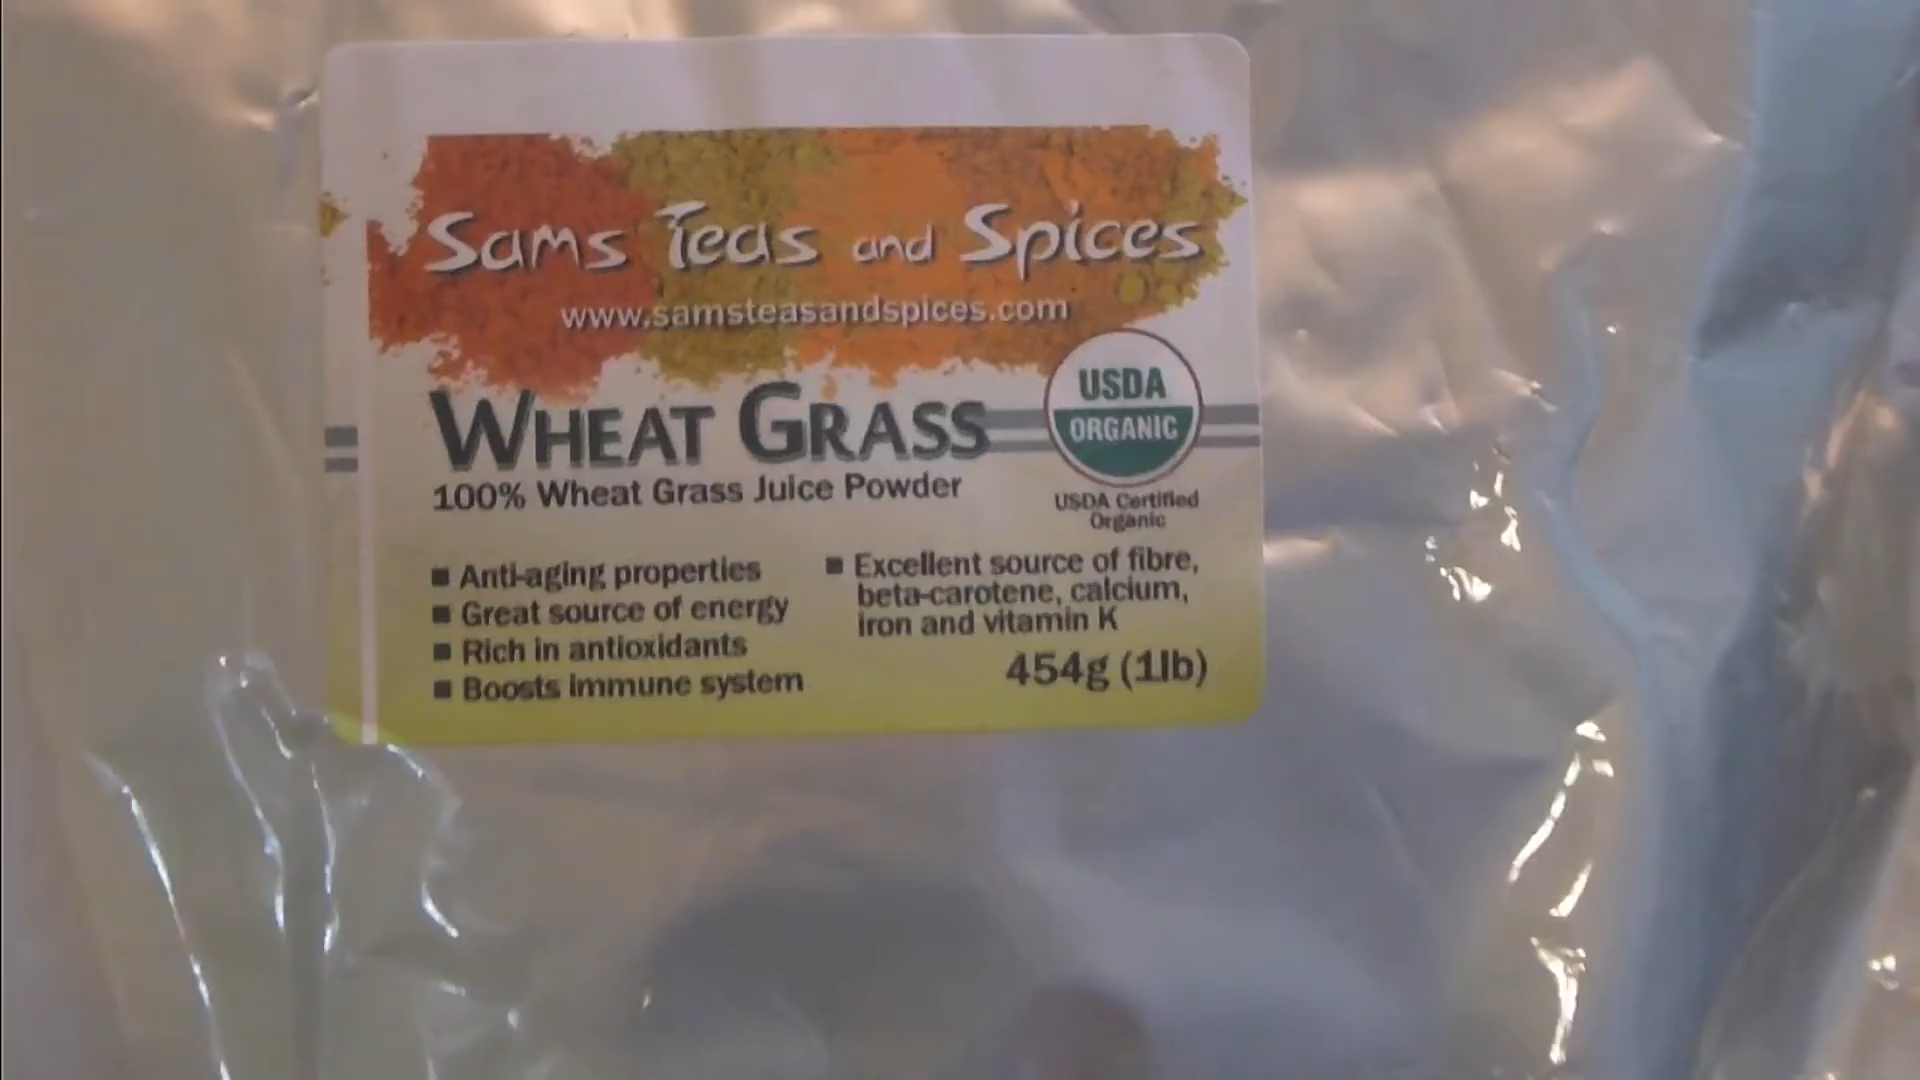 Sams Teas and Spices
www.samsteasandspices.com
WHEAT GRASS
100% Wheat Grass Juice Powder
USDA
ORGANIC
USDA Certified
Organic
■ Anti-aging properties
■ Great source of energy
■ Rich in antioxidants
■ Boosts immune system
■ Excellent source of fibre,
beta-carotene, calcium,
iron and vitamin K
454g (1lb)